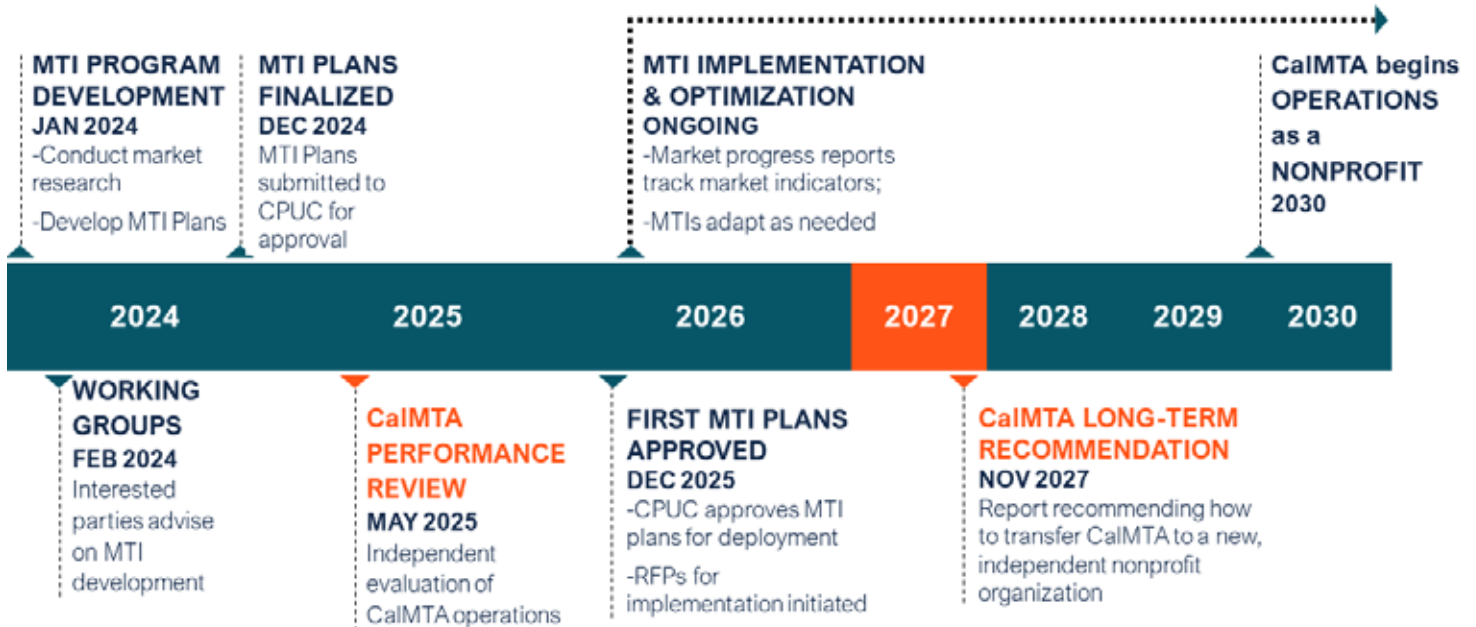 MTI PROGRAM
DEVELOPMENT
JAN 2024
-Conduct market
research
-Develop MTI Plans
MTI PLANS
FINALIZED
DEC 2024
MTI Plans
submitted to
CPUC for
approval
MTI IMPLEMENTATION
& OPTIMIZATION
ONGOING
-Market progress reports
track market indicators;
-MTIs adapt as needed
CalMTA begins
OPERATIONS
as a
NONPROFIT
2030
2024
2025
2026
2027
2028
2029
2030
WORKING
GROUPS
FEB 2024
Interested
parties advise
on MTI
development
CalMTA
PERFORMANCE
REVIEW
MAY 2025
Independent
evaluation of
CalMTA operations
FIRST MTI PLANS
APPROVED
DEC 2025
-CPUC approves MTI
plans for deployment
-RFPs for
implementation initiated
CalMTA LONG-TERM
RECOMMENDATION
NOV 2027
Report recommending how
to transfer CalMTA to a new,
independent nonprofit
organization